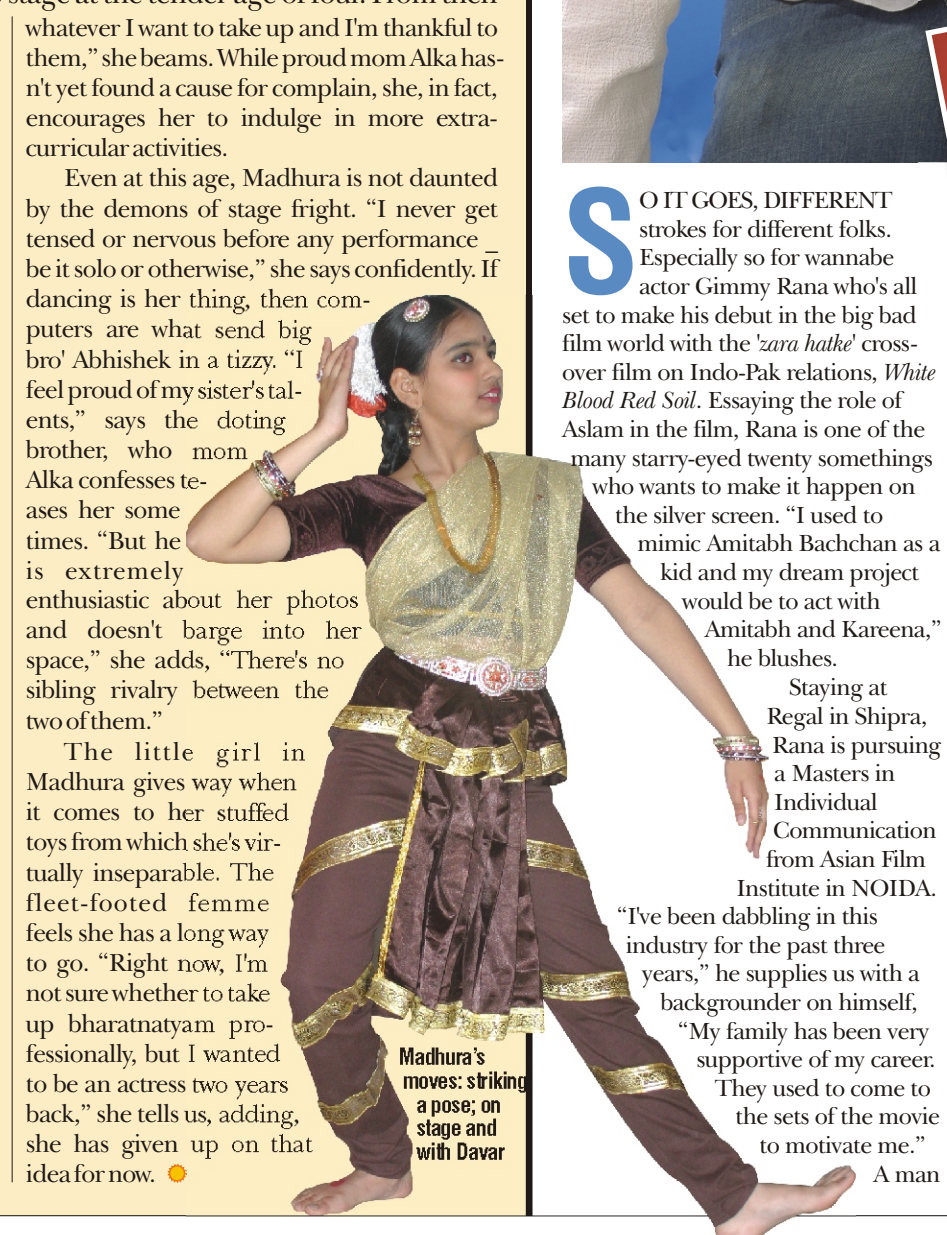 stage at the tender age of four. From then
whatever I want to take up and I'm thankful to
them,” she beams. While proud mom Alka has-
n't yet found a cause for complain, she, in fact,
encourages her to indulge in more extra-
curricular activities.
Even at this age, Madhura is not daunted
by the demons of stage fright. “I never get
tensed or nervous before any performance _
be it solo or otherwise,” she says confidently. If
dancing is her thing, then com-
puters are what send big
bro' Abhishek in a tizzy. “I
feel proud of my sister's tal-
ents,” says the doting
brother, who mom
Alka confesses te-
ases her some
times. “But he
is extremely
enthusiastic about her photos
and doesn't barge into her
space,” she adds, “There's no
sibling rivalry between the
two of them.”
The little girl in
Madhura gives way when
it comes to her stuffed
toys from which she's vir-
tually inseparable. The
fleet-footed femme
feels she has a long way
to go. “Right now, I'm
not sure whether to take
up bharatnatyam pro-
fessionally, but I wanted
to be an actress two years
back,” she tells us, adding,
she has given up on that
idea for now.
Madhura's
moves: striking
a pose; on
stage and
with Davar
SO IT GOES, DIFFERENT
strokes for different folks.
Especially so for wannabe
actor Gimmy Rana who's all
set to make his debut in the big bad
film world with the 'zara hatke' cross-
over film on Indo-Pak relations, White
Blood Red Soil. Essaying the role of
Aslam in the film, Rana is one of the
many starry-eyed twenty somethings
who wants to make it happen on
the silver screen. “I used to
mimic Amitabh Bachchan as a
kid and my dream project
would be to act with
Amitabh and Kareena,”
he blushes.
Staying at
Regal in Shipra,
Rana is pursuing
a Masters in
Individual
Communication
from Asian Film
Institute in NOIDA.
“I've been dabbling in this
industry for the past three
years,” he supplies us with a
backgrounder on himself,
“My family has been very
supportive of my career.
They used to come to
the sets of the movie
to motivate me.”
A man